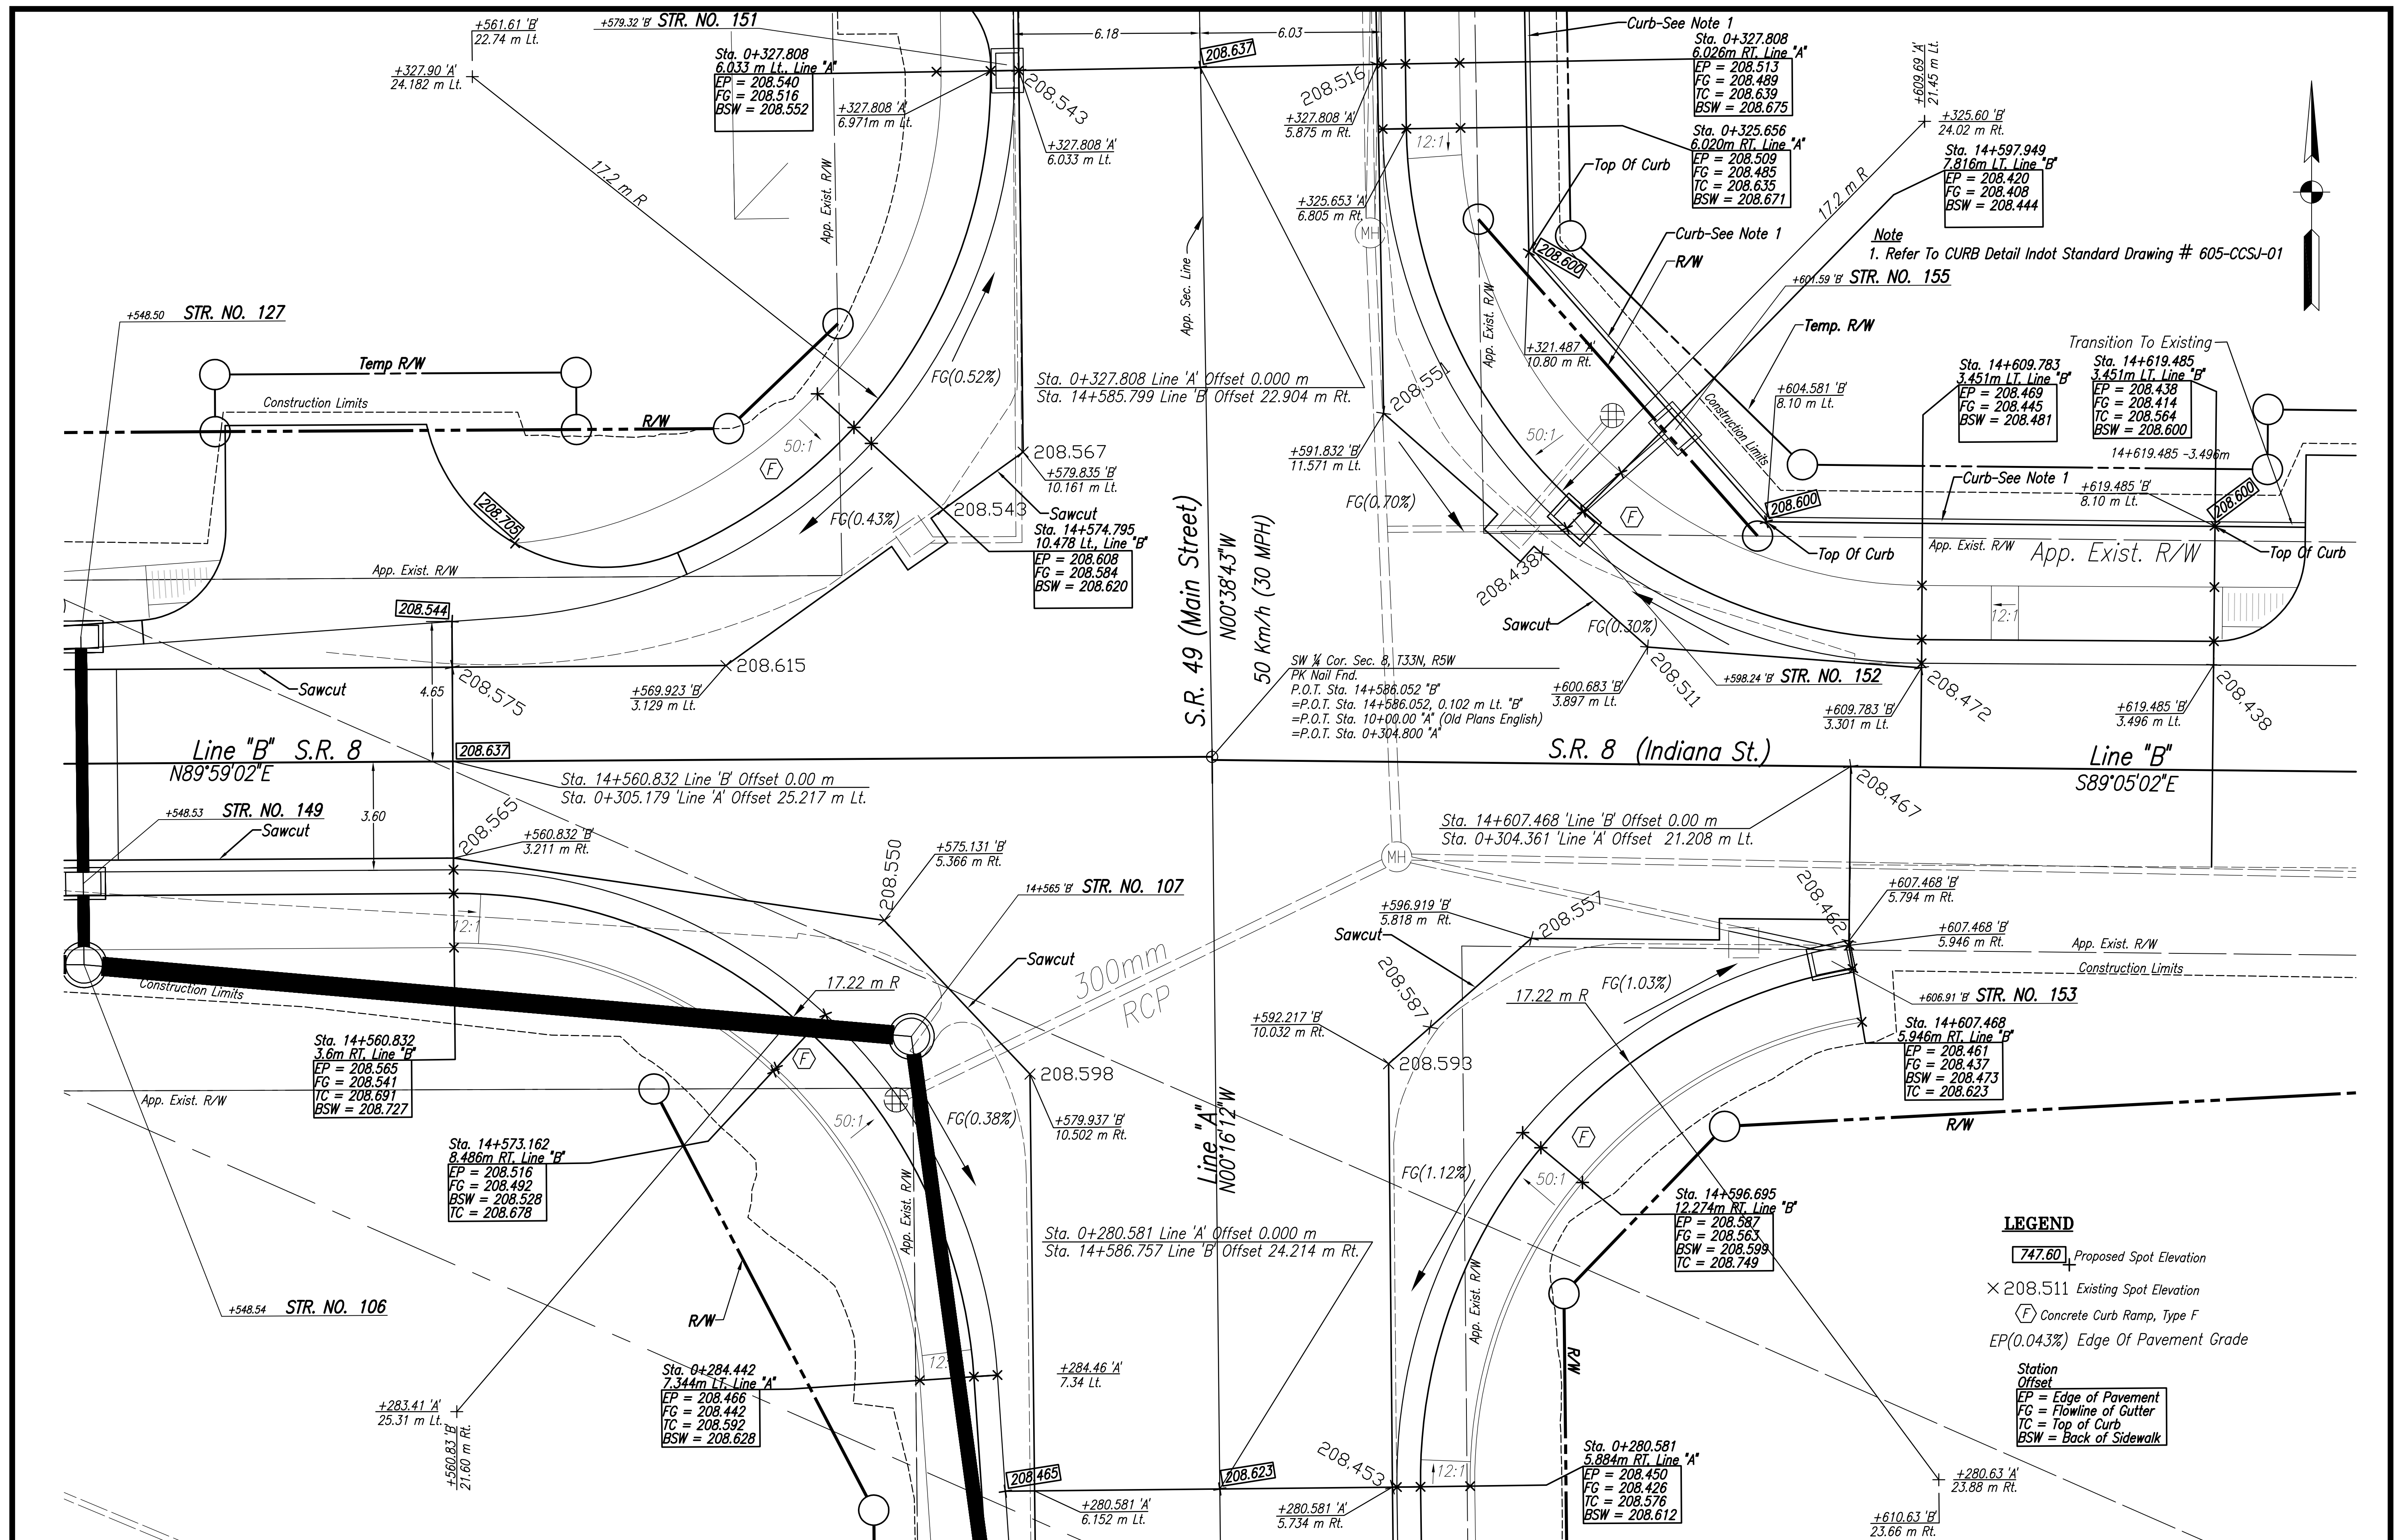 +561.61 'B'
22.74 m Lt.
+579.32 'B' STR. NO. 151
+327.90 'A'
24.182 m Lt.
Sta. 0+327.808
6.033 m Lt., Line "A"
EP = 208.540
FG = 208.516
BSW = 208.552
+327.808 'A'
6.971m m Lt.
208.543
+327.808 'A'
6.033 m Lt.
6.18
6.03
208.637
208.516
+327.808 'A'
5.875 m Rt.
Curb-See Note 1
Sta. 0+327.808
6.026m RT, Line "A"
EP = 208.513
FG = 208.489
TC = 208.639
BSW = 208.675
Sta. 0+325.656
6.020m RT, Line "A"
EP = 208.509
FG = 208.485
TC = 208.635
BSW = 208.671
12:1
Top Of Curb
+325.653 'A'
6.805 m Rt.
MH
+609.69 'A'
21.45 m Lt.
+325.60 'B'
24.02 m Rt.
Sta. 14+597.949
7.816m LT, Line "B"
EP = 208.420
FG = 208.408
BSW = 208.444
17.2 m R
17.2 m R
App. Exist. R/W
App. Sec. Line
Curb-See Note 1
R/W
208.600
Note
1. Refer To CURB Detail Indot Standard Drawing # 605-CCSJ-01
+601.59 'B' STR. NO. 155
+548.50 STR. NO. 127
Temp R/W
Construction Limits
R/W
FG(0.52%)
Sta. 0+327.808 Line 'A' Offset 0.000 m
Sta. 14+585.799 Line 'B' Offset 22.904 m Rt.
App. Exist. R/W
+321.487 'A'
10.80 m Rt.
Temp. R/W
Transition To Existing
Sta. 14+609.783
3.451m LT, Line "B"
EP = 208.469
FG = 208.445
BSW = 208.481
Sta. 14+619.485
3.451m LT, Line "B"
EP = 208.438
FG = 208.414
TC = 208.564
BSW = 208.600
+604.581 'B'
8.10 m Lt.
Construction Limits
208.551
+591.832 'B'
11.571 m Lt.
50:1
F
50:1
208.567
+579.835 'B'
10.161 m Lt.
14+619.485 -3.496m
Curb-See Note 1
+619.485 'B'
8.10 m Lt.
208.600
208.600
208.705
FG(0.43%)
208.543
Sawcut
Sta. 14+574.795
10.478 Lt., Line "B"
EP = 208.608
FG = 208.584
BSW = 208.620
S.R. 49 (Main Street)
N00°38'43"W
50 Km/h (30 MPH)
FG(0.70%)
F
208.438
Top Of Curb
App. Exist. R/W
App. Exist. R/W
Top Of Curb
App. Exist. R/W
208.544
12:1
Sawcut
FG(0.30%)
208.615
+569.923 'B'
3.129 m Lt.
Sawcut
4.65
208.575
SW ¼ Cor. Sec. 8, T33N, R5W
PK Nail Fnd.
P.O.T. Sta. 14+586.052 "B"
=P.O.T. Sta. 14+586.052, 0.102 m Lt. "B"
=P.O.T. Sta. 10+00.00 "A" (Old Plans English)
=P.O.T. Sta. 0+304.800 "A"
+600.683 'B'
3.897 m Lt.
208.511
+598.24 'B' STR. NO. 152
+609.783 'B'
3.301 m Lt.
208.472
+619.485 'B'
3.496 m Lt.
208.438
Line "B" S.R. 8
N89°59'02"E
208.637
S.R. 8 (Indiana St.)
Line "B"
S89°05'02"E
Sta. 14+560.832 Line 'B' Offset 0.00 m
Sta. 0+305.179 'Line 'A' Offset 25.217 m Lt.
208.467
+548.53 STR. NO. 149
Sawcut
3.60
208.565
+560.832 'B'
3.211 m Rt.
Sta. 14+607.468 'Line 'B' Offset 0.00 m
Sta. 0+304.361 'Line 'A' Offset 21.208 m Lt.
MH
208.550
+575.131 'B'
5.366 m Rt.
14+565 'B' STR. NO. 107
208.462
+607.468 'B'
5.794 m Rt.
+596.919 'B'
5.818 m Rt.
208.557
Sawcut
+607.468 'B'
5.946 m Rt.
App. Exist. R/W
12:1
Sawcut
300mm
RCP
208.587
FG(1.03%)
Construction Limits
Construction Limits
17.22 m R
17.22 m R
+606.91 'B' STR. NO. 153
+592.217 'B'
10.032 m Rt.
Sta. 14+607.468
5.946m RT, Line "B"
EP = 208.461
FG = 208.437
BSW = 208.473
TC = 208.623
Sta. 14+560.832
3.6m RT, Line "B"
EP = 208.565
FG = 208.541
TC = 208.691
BSW = 208.727
F
208.598
208.593
App. Exist. R/W
50:1
FG(0.38%)
+579.937 'B'
10.502 m Rt.
Line "A"
N00°16'12"W
R/W
F
Sta. 14+573.162
8.486m RT, Line "B"
EP = 208.516
FG = 208.492
BSW = 208.528
TC = 208.678
FG(1.12%)
50:1
Sta. 14+596.695
12.274m RT, Line "B"
EP = 208.587
FG = 208.563
BSW = 208.599
TC = 208.749
App. Exist. R/W
Sta. 0+280.581 Line 'A' Offset 0.000 m
Sta. 14+586.757 Line 'B' Offset 24.214 m Rt.
App. Exist. R/W
LEGEND
747.60 Proposed Spot Elevation
208.511 Existing Spot Elevation
F Concrete Curb Ramp, Type F
EP(0.043%) Edge Of Pavement Grade
+548.54 STR. NO. 106
R/W
R/W
Sta. 0+284.442
7.344m LT, Line "A"
EP = 208.466
FG = 208.442
TC = 208.592
BSW = 208.628
+284.46 'A'
7.34 Lt.
Station
Offset
EP = Edge of Pavement
FG = Flowline of Gutter
TC = Top of Curb
BSW = Back of Sidewalk
+283.41 'A'
25.31 m Lt.
+560.83 'B'
21.60 m Rt.
208.465
208.623
208.453
12:1
Sta. 0+280.581
5.884m RT, Line "A"
EP = 208.450
FG = 208.426
TC = 208.576
BSW = 208.612
+280.581 'A'
6.152 m Lt.
+280.581 'A'
5.734 m Rt.
+280.63 'A'
23.88 m Rt.
+610.63 'B'
23.66 m Rt.